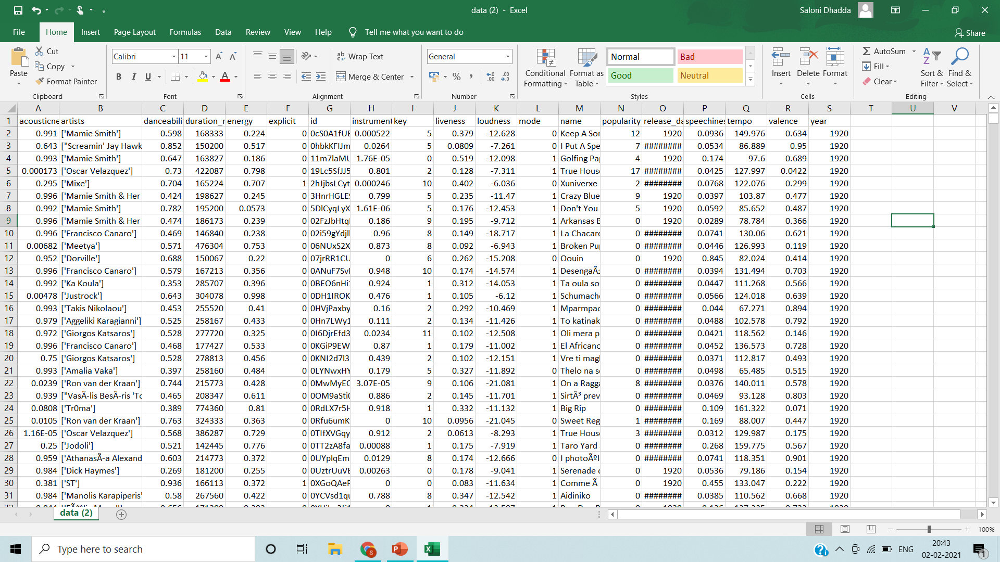 data (2) - Excel
Saloni Dhadda
File Home Insert Page Layout Formulas Data Review View Help Tell me what you want to do Share
Cut
Copy
Format Painter
Paste
Clipboard
Calibri 11
B I U
Font
Wrap Text
Merge & Center
Alignment
General
Number
Conditional Formatting
Format as Table
Normal Bad
Good Neutral
Styles
Insert Delete Format
Cells
AutoSum
Fill
Clear
Sort & Filter
Find & Select
Editing
A B C D E F G H I J K L M N O P Q R S T U V
1 acousticne artists danceabilit duration_r energy explicit id instrument key liveness loudness mode name popularity release_da speechines tempo valence year
2 0.991 ['Mamie Smith'] 0.598 168333 0.224 0 0cS0A1fUE 0.000522 5 0.379 -12.628 0 Keep A Sor 12 1920 0.0936 149.976 0.634 1920
3 0.643 ["Screamin' Jay Hawk 0.852 150200 0.517 0 0hbkKFIJm 0.0264 5 0.0809 -7.261 0 I Put A Spe 7 ######## 0.0534 86.889 0.95 1920
4 0.993 ['Mamie Smith'] 0.647 163827 0.186 0 11m7laMU 1.76E-05 0 0.519 -12.098 1 Golfing Pa 4 1920 0.174 97.6 0.689 1920
5 0.000173 ['Oscar Velazquez'] 0.73 422087 0.798 0 19Lc5SfJJ5 0.801 2 0.128 -7.311 1 True Hous 17 ######## 0.0425 127.997 0.0422 1920
6 0.295 ['Mixe'] 0.704 165224 0.707 1 2hJjbsLCyt 0.000246 10 0.402 -6.036 0 Xuniverxe 2 ######## 0.0768 122.076 0.299 1920
7 0.996 ['Mamie Smith & Her 0.424 198627 0.245 0 3HnrHGLE 0.799 5 0.235 -11.47 1 Crazy Blue 9 1920 0.0397 103.87 0.477 1920
8 0.992 ['Mamie Smith'] 0.782 195200 0.0573 0 5DlCyqLyX 1.61E-06 5 0.176 -12.453 1 Don't You 5 1920 0.0592 85.652 0.487 1920
9 0.996 ['Mamie Smith & Her 0.474 186173 0.239 0 02FzJbHtq 0.186 9 0.195 -9.712 1 Arkansas B 0 1920 0.0289 78.784 0.366 1920
10 0.996 ['Francisco Canaro'] 0.469 146840 0.238 0 02i59gYdjl 0.96 8 0.149 -18.717 1 La Chacare 0 ######## 0.0741 130.06 0.621 1920
11 0.00682 ['Meetya'] 0.571 476304 0.753 0 06NUxS2X 0.873 8 0.092 -6.943 1 Broken Pu 0 ######## 0.0446 126.993 0.119 1920
12 0.952 ['Dorville'] 0.688 150067 0.22 0 07jrRR1CU 0 6 0.262 -15.208 0 Oouin 0 1920 0.845 82.024 0.414 1920
13 0.996 ['Francisco Canaro'] 0.579 167213 0.356 0 0ANuF7Sv 0.948 10 0.174 -14.574 1 DesengaÃ± 0 ######## 0.0394 131.494 0.703 1920
14 0.992 ['Ka Koula'] 0.353 285707 0.396 0 0BEO6nHi 0.924 1 0.312 -14.053 1 Ta oula so 0 ######## 0.0447 111.268 0.566 1920
15 0.00478 ['Justrock'] 0.643 304078 0.998 0 0DH1IROK 0.476 1 0.105 -6.12 1 Schumach 0 ######## 0.0566 124.018 0.639 1920
16 0.993 ['Takis Nikolaou'] 0.453 255520 0.41 0 0HVjPaxby 0.16 2 0.292 -10.469 1 Mparmpac 0 ######## 0.044 67.271 0.894 1920
17 0.979 ['Aggeliki Karagianni'] 0.525 258167 0.433 0 0Hn7LWy1 0.111 2 0.134 -11.426 1 To katinak 0 ######## 0.0488 102.578 0.792 1920
18 0.972 ['Giorgos Katsaros'] 0.528 277720 0.325 0 0I6DjrEfd3 0.0234 11 0.102 -12.508 1 Oli mera p 0 ######## 0.0421 118.562 0.146 1920
19 0.996 ['Francisco Canaro'] 0.468 177427 0.533 0 0KGiP9EW 0.87 1 0.179 -11.002 1 El Africano 0 ######## 0.0452 136.573 0.728 1920
20 0.75 ['Giorgos Katsaros'] 0.528 278813 0.456 0 0KNI2d7l3 0.439 2 0.102 -12.151 1 Vre ti magl 0 ######## 0.0371 112.817 0.493 1920
21 0.993 ['Amalia Vaka'] 0.397 258160 0.484 0 0LYNwxHY 0.179 5 0.327 -11.892 0 Thelo na s 0 ######## 0.0498 65.485 0.515 1920
22 0.0239 ['Ron van der Kraan'] 0.744 215773 0.428 0 0MwMyEC 3.07E-05 9 0.106 -21.081 1 On a Ragga 8 ######## 0.0376 140.011 0.578 1920
23 0.939 ["VasÃ-lis BesÃ-ris 'To 0.465 208347 0.611 0 0OM9aSti0 0.886 2 0.145 -11.701 1 SirtÃ³ prev 0 ######## 0.0469 93.128 0.803 1920
24 0.0808 ['Tr0ma'] 0.389 774360 0.81 0 0RdLX7r5H 0.918 1 0.332 -11.132 1 Big Rip 0 ######## 0.109 161.322 0.071 1920
25 0.0105 ['Ron van der Kraan'] 0.763 324333 0.363 0 0Rfu6umK 0 10 0.0956 -21.045 0 Sweet Reg 1 ######## 0.169 88.007 0.447 1920
26 1.16E-05 ['Oscar Velazquez'] 0.568 386287 0.729 0 0TIfXVGqy 0.912 2 0.0613 -8.293 1 True Hous 3 ######## 0.0312 129.987 0.175 1920
27 0.25 ['Jodoli'] 0.521 142445 0.776 0 0TT2zA8fa 0.00088 1 0.175 -7.919 1 Taro Yard 0 ######## 0.268 159.775 0.567 1920
28 0.959 ['AthanasÃ-a Alexand 0.603 214773 0.372 0 0UYplqEm 0.0129 8 0.174 -12.666 0 I photoÃºl 0 ######## 0.0741 118.351 0.901 1920
29 0.984 ['Dick Haymes'] 0.269 181200 0.255 0 0UztrUuVE 0.00263 0 0.178 -9.041 1 Serenade 0 1920 0.0536 79.186 0.154 1920
30 0.381 ['ST'] 0.936 166113 0.372 1 0XGoQAeF 0 0 0.083 -11.634 1 Comme Ã 0 1920 0.455 133.047 0.222 1920
31 0.984 ['Manolis Karapiperis' 0.58 267560 0.422 0 0YCVsd1qu 0.788 8 0.347 -12.542 1 Aidiniko 0 ######## 0.0385 110.562 0.668 1920
data (2)
100%
Type here to search
ENG
20:43
02-02-2021
1